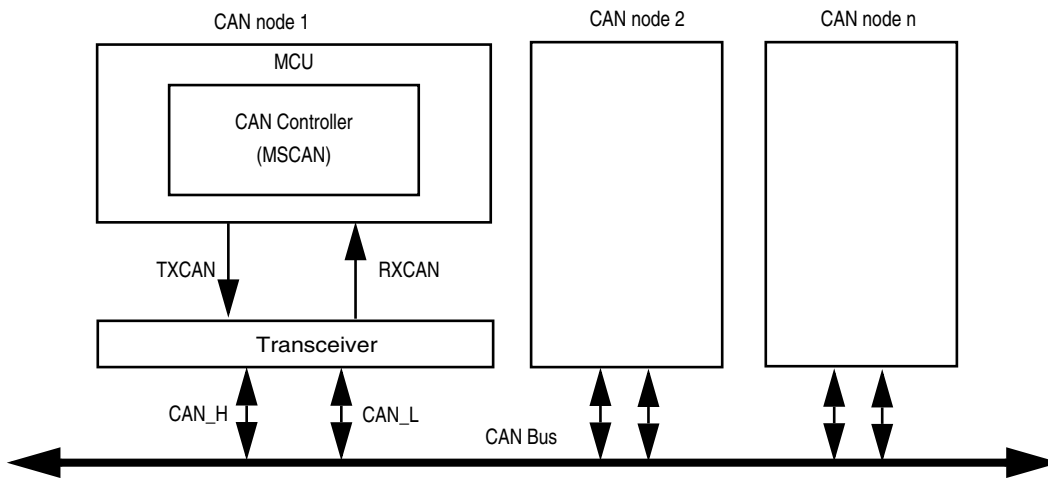 CAN node 1
CAN node 2
CAN node n
MCU
CAN Controller
(MSCAN)
TXCAN
RXCAN
Transceiver
CAN_H
CAN_L
CAN Bus